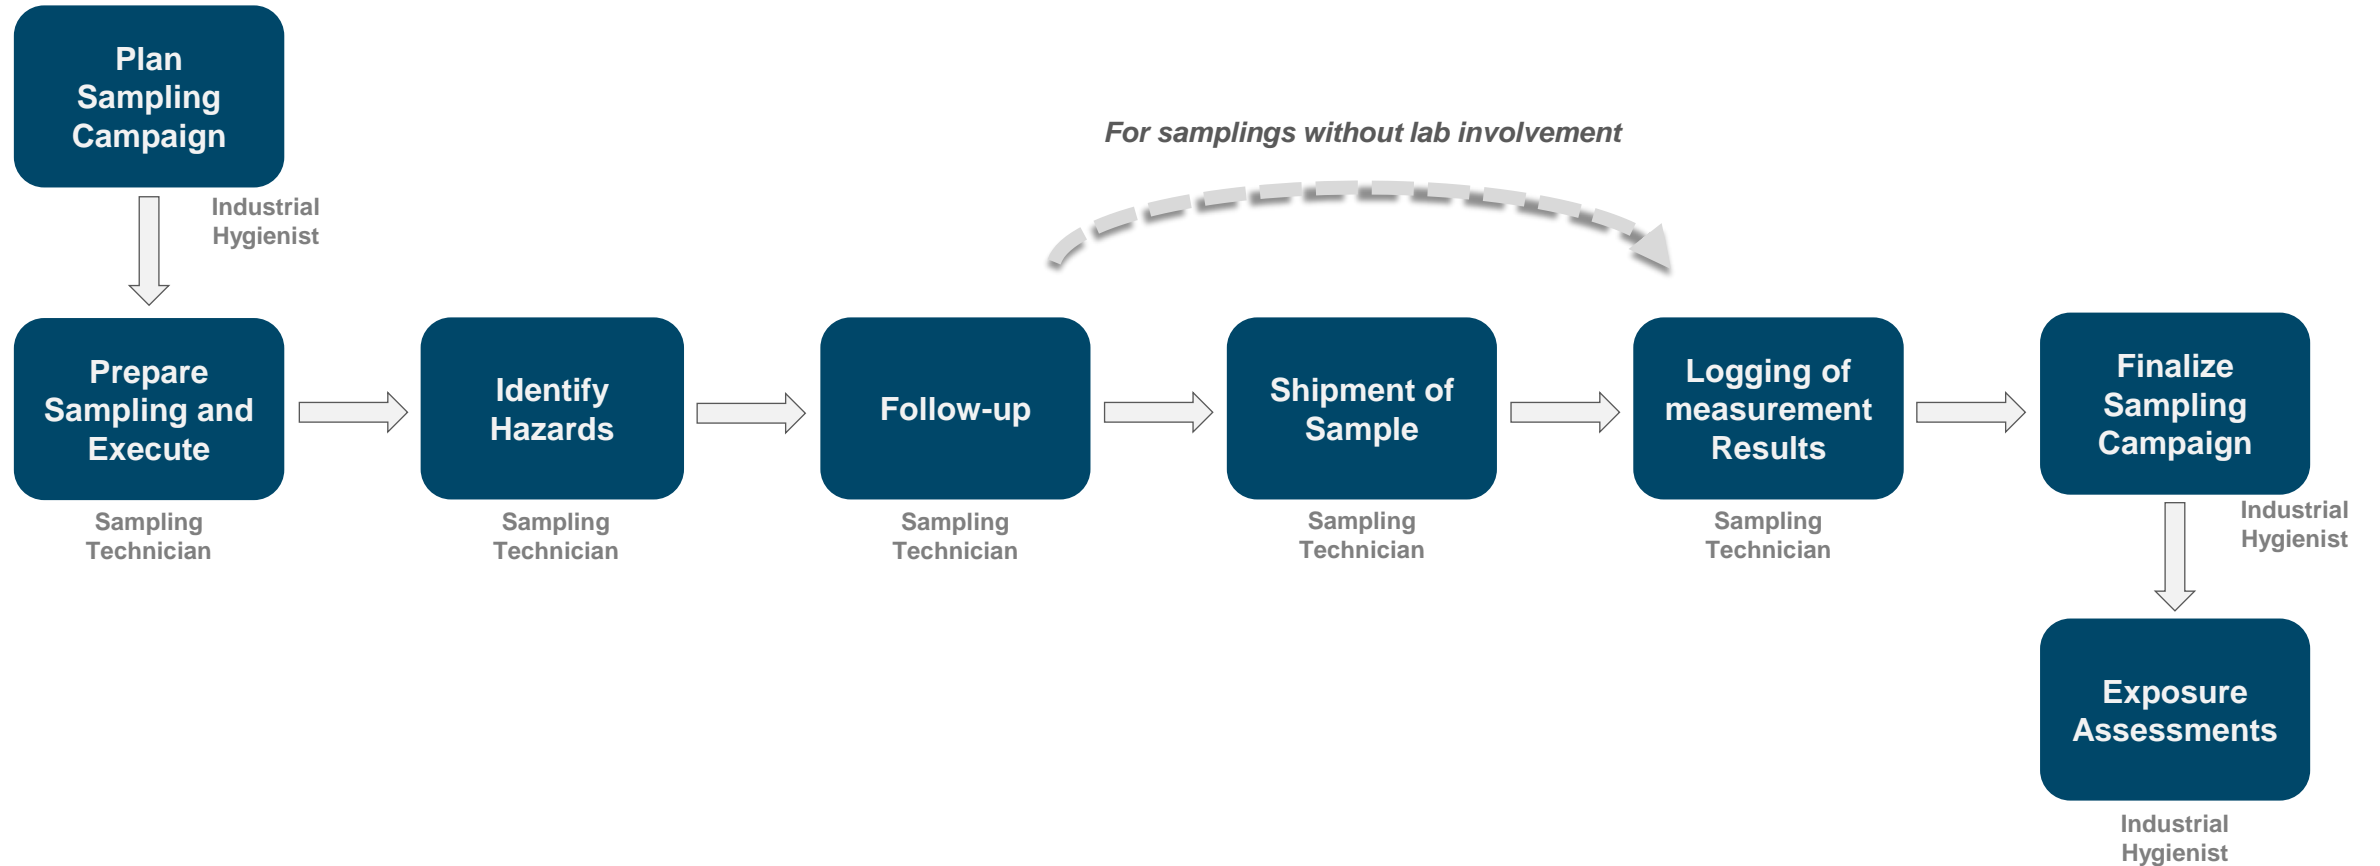 Plan
Sampling
Campaign
Industrial
Hygienist
For samplings without lab involvement
Prepare
Sampling and
Execute
Sampling
Technician
Identify
Hazards
Sampling
Technician
Follow-up
Sampling
Technician
Shipment of
Sample
Sampling
Technician
Logging of
measurement
Results
Sampling
Technician
Finalize
Sampling
Campaign
Industrial
Hygienist
Exposure
Assessments
Industrial
Hygienist